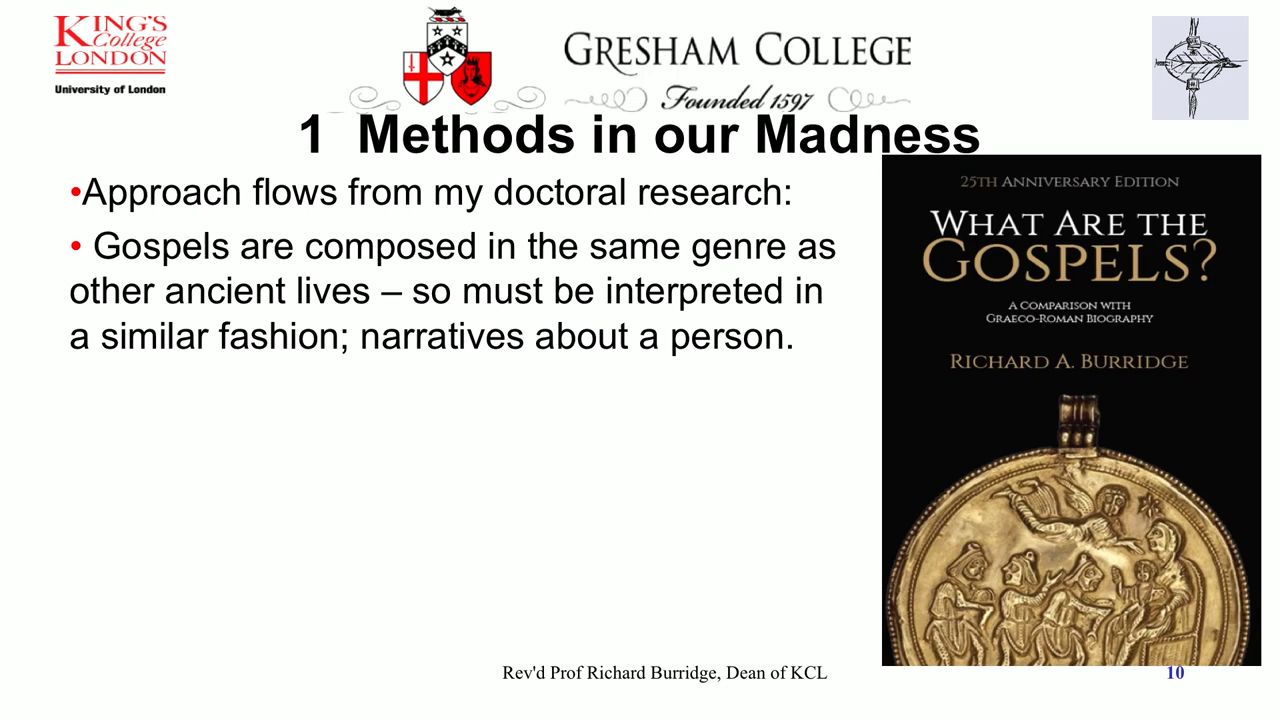 KING'S
College
LONDON
University of London
GRESHAM COLLEGE
Founded 1597
1 Methods in our Madness
•Approach flows from my doctoral research:
• Gospels are composed in the same genre as
other ancient lives – so must be interpreted in
a similar fashion; narratives about a person.
25TH ANNIVERSARY EDITION
WHAT ARE THE
GOSPELS?
A COMPARISON WITH
GRAECO-ROMAN BIOGRAPHY
RICHARD A. BURRIDGE
Rev'd Prof Richard Burridge, Dean of KCL
10